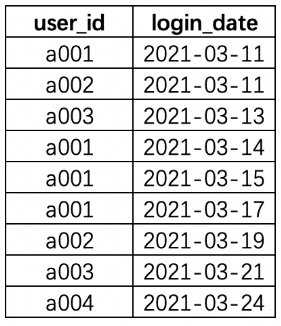 user_id login_date
a001 2021-03-11
a002 2021-03-11
a003 2021-03-13
a001 2021-03-14
a001 2021-03-15
a001 2021-03-17
a002 2021-03-19
a003 2021-03-21
a004 2021-03-24